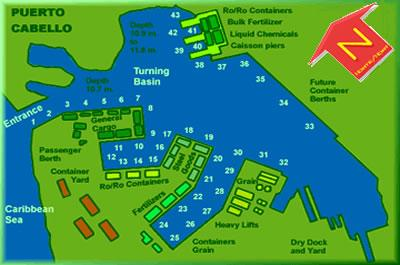 PUERTO
CABELLO
Depth
10.9 m
to
11.8 m.
43
42
41
39
40
38
37
36
35
34
33
32
31
30
Ro/Ro Containers
Bulk Fertilizer
Liquid Chemicals
Caisson piers
N
Turning
Basin
Depth
10.7 m.
Future
Container
Berths
Entrance
1
2
3
4
5
6
7
8
9
10
11
12
13
14
15
16
17
18
19
20
21
22
23
24
25
26
27
28
29
General
Cargo
Passenger
Berth
Container
Yard
Ro/Ro Containers
Steel
Goods
Fertilizers
Grain
Heavy Lifts
Caribbean
Sea
Containers
Grain
Dry Dock and
Yard